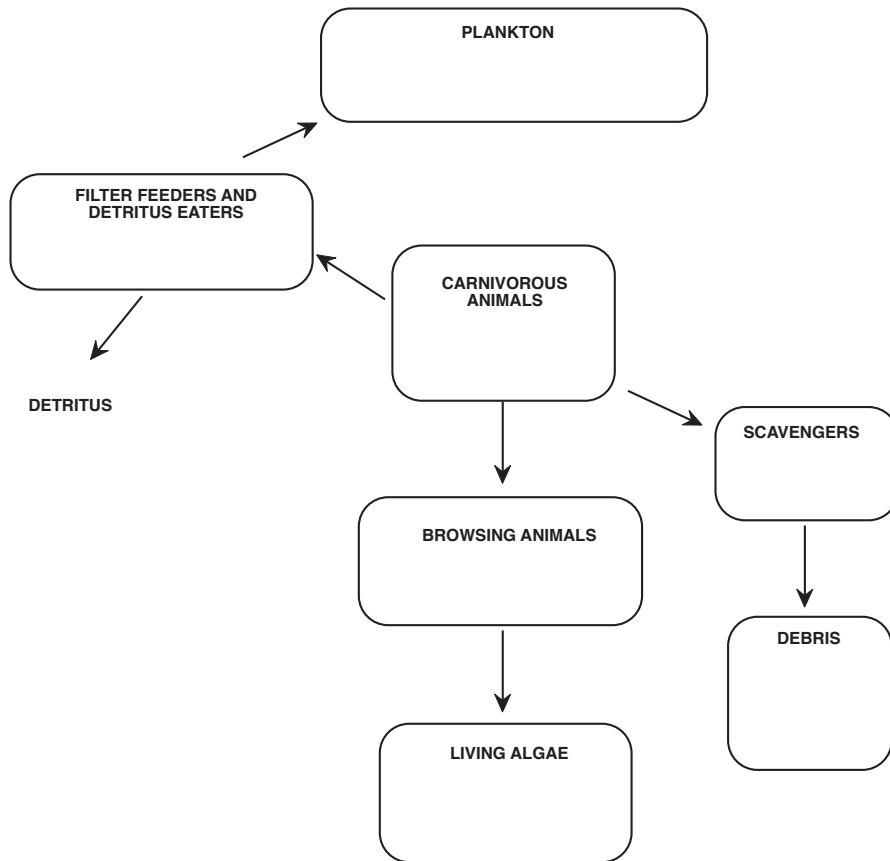 PLANKTON
FILTER FEEDERS AND
DETRITUS EATERS
CARNIVOROUS
ANIMALS
DETRITUS
SCAVENGERS
BROWSING ANIMALS
DEBRIS
LIVING ALGAE